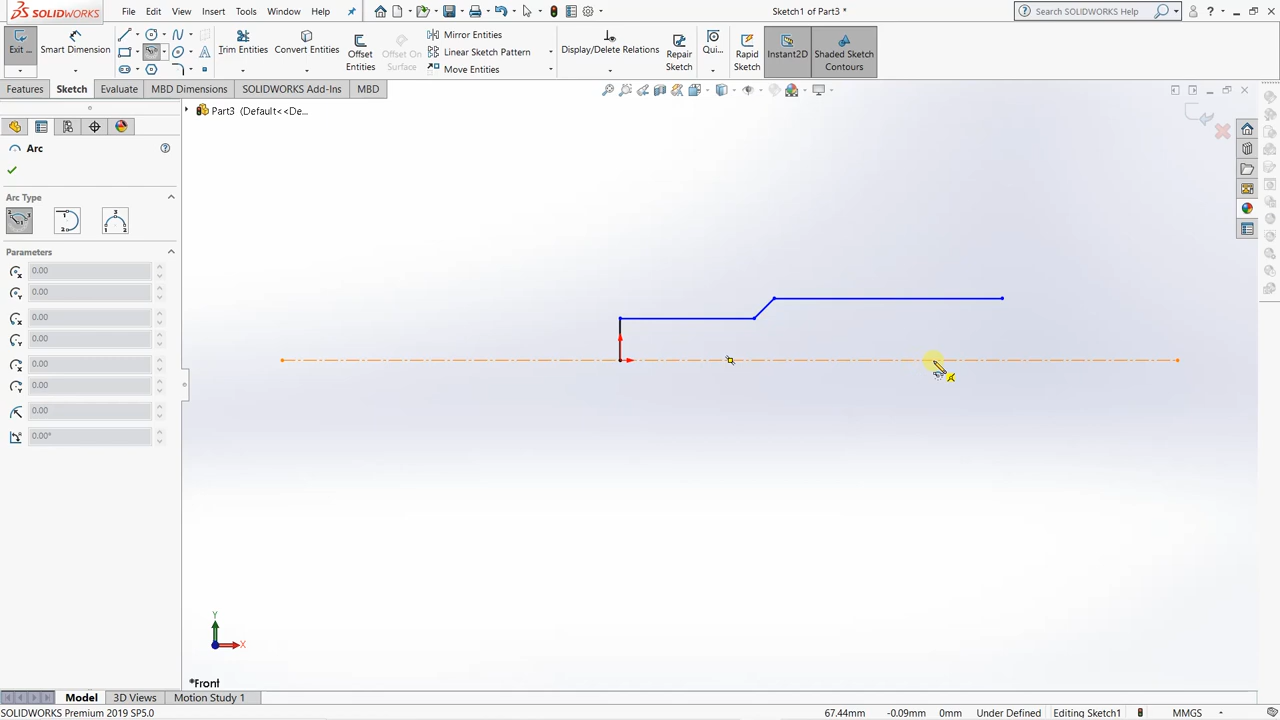 SOLIDWORKS File Edit View Insert Tools Window Help Sketch1 of Part3 * Search SOLIDWORKS Help
Exit ... Smart Dimension Trim Entities Convert Entities Offset Entities Offset On Surface Mirror Entities Linear Sketch Pattern Move Entities Display/Delete Relations Repair Sketch Qui... Rapid Sketch Instant2D Shaded Sketch Contours
Features Sketch Evaluate MBD Dimensions SOLIDWORKS Add-Ins MBD
Part3 (Default<<De...
Arc
Arc Type
Parameters
0.00
0.00
0.00
0.00
0.00
0.00
0.00
0.00°
Y
X
*Front
Model 3D Views Motion Study 1
SOLIDWORKS Premium 2019 SP5.0 67.44mm -0.09mm 0mm Under Defined Editing Sketch1 MMGS